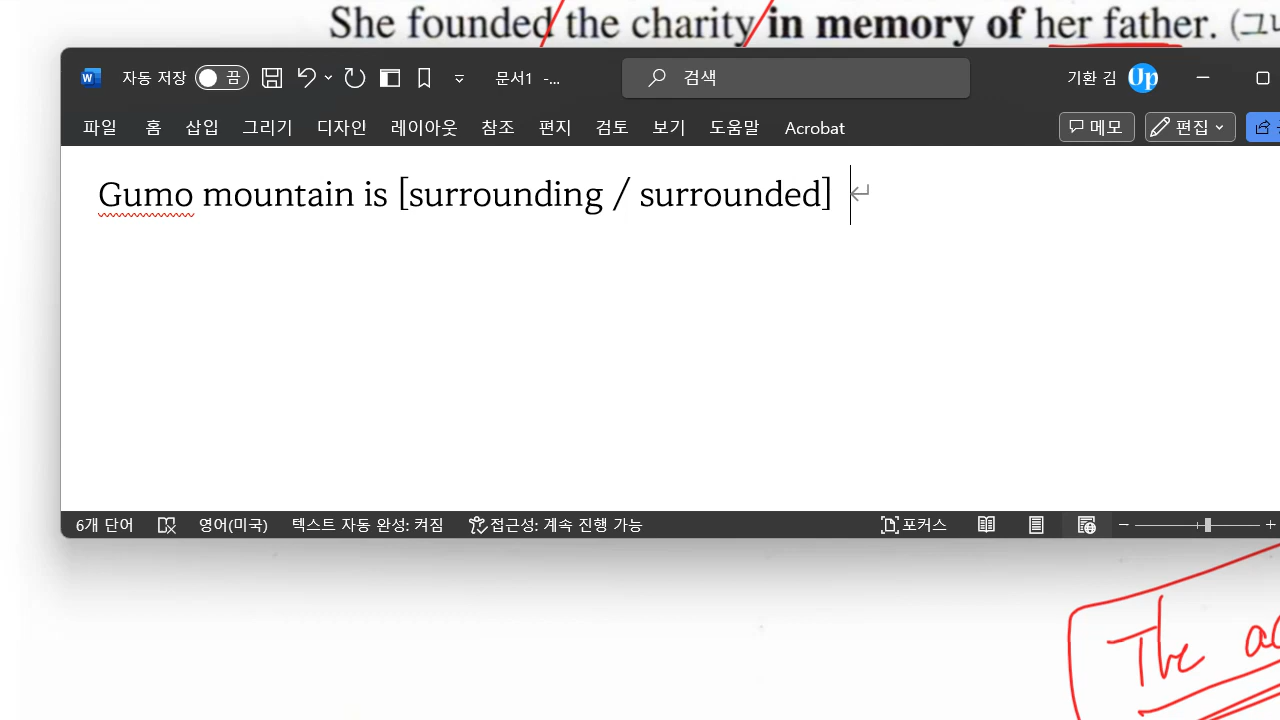 She founded the charity in memory of her father. (그
자동 저장 끔 문서1 -... 검색 기환 김 Up
파일 홈 삽입 그리기 디자인 레이아웃 참조 편지 검토 보기 도움말 Acrobat 메모 편집
Gumo mountain is [surrounding / surrounded]
6개 단어 영어(미국) 텍스트 자동 완성: 켜짐 접근성: 계속 진행 가능 포커스
The